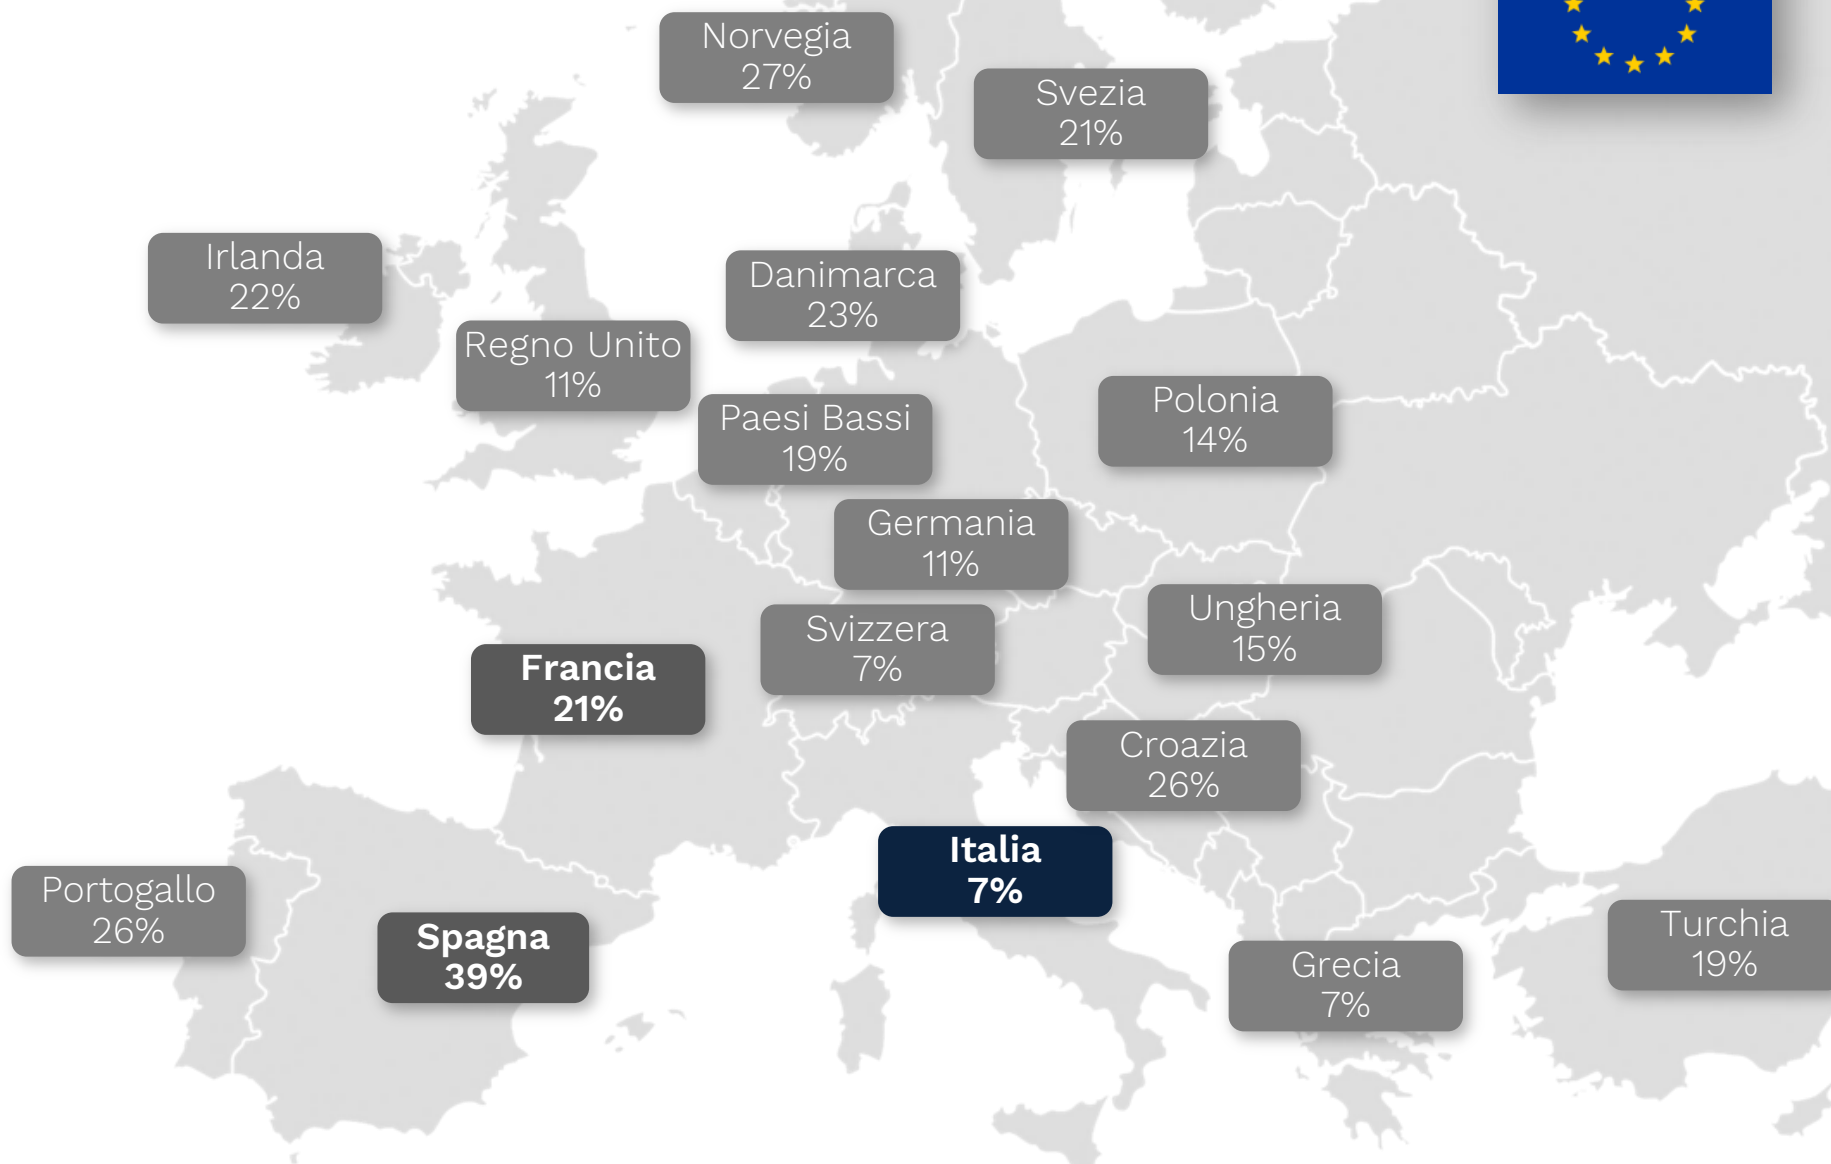 Norvegia
27%
Svezia
21%
Irlanda
22%
Danimarca
23%
Regno Unito
11%
Paesi Bassi
19%
Polonia
14%
Germania
11%
Ungheria
15%
Svizzera
7%
Francia
21%
Croazia
26%
Italia
7%
Portogallo
26%
Spagna
39%
Turchia
19%
Grecia
7%